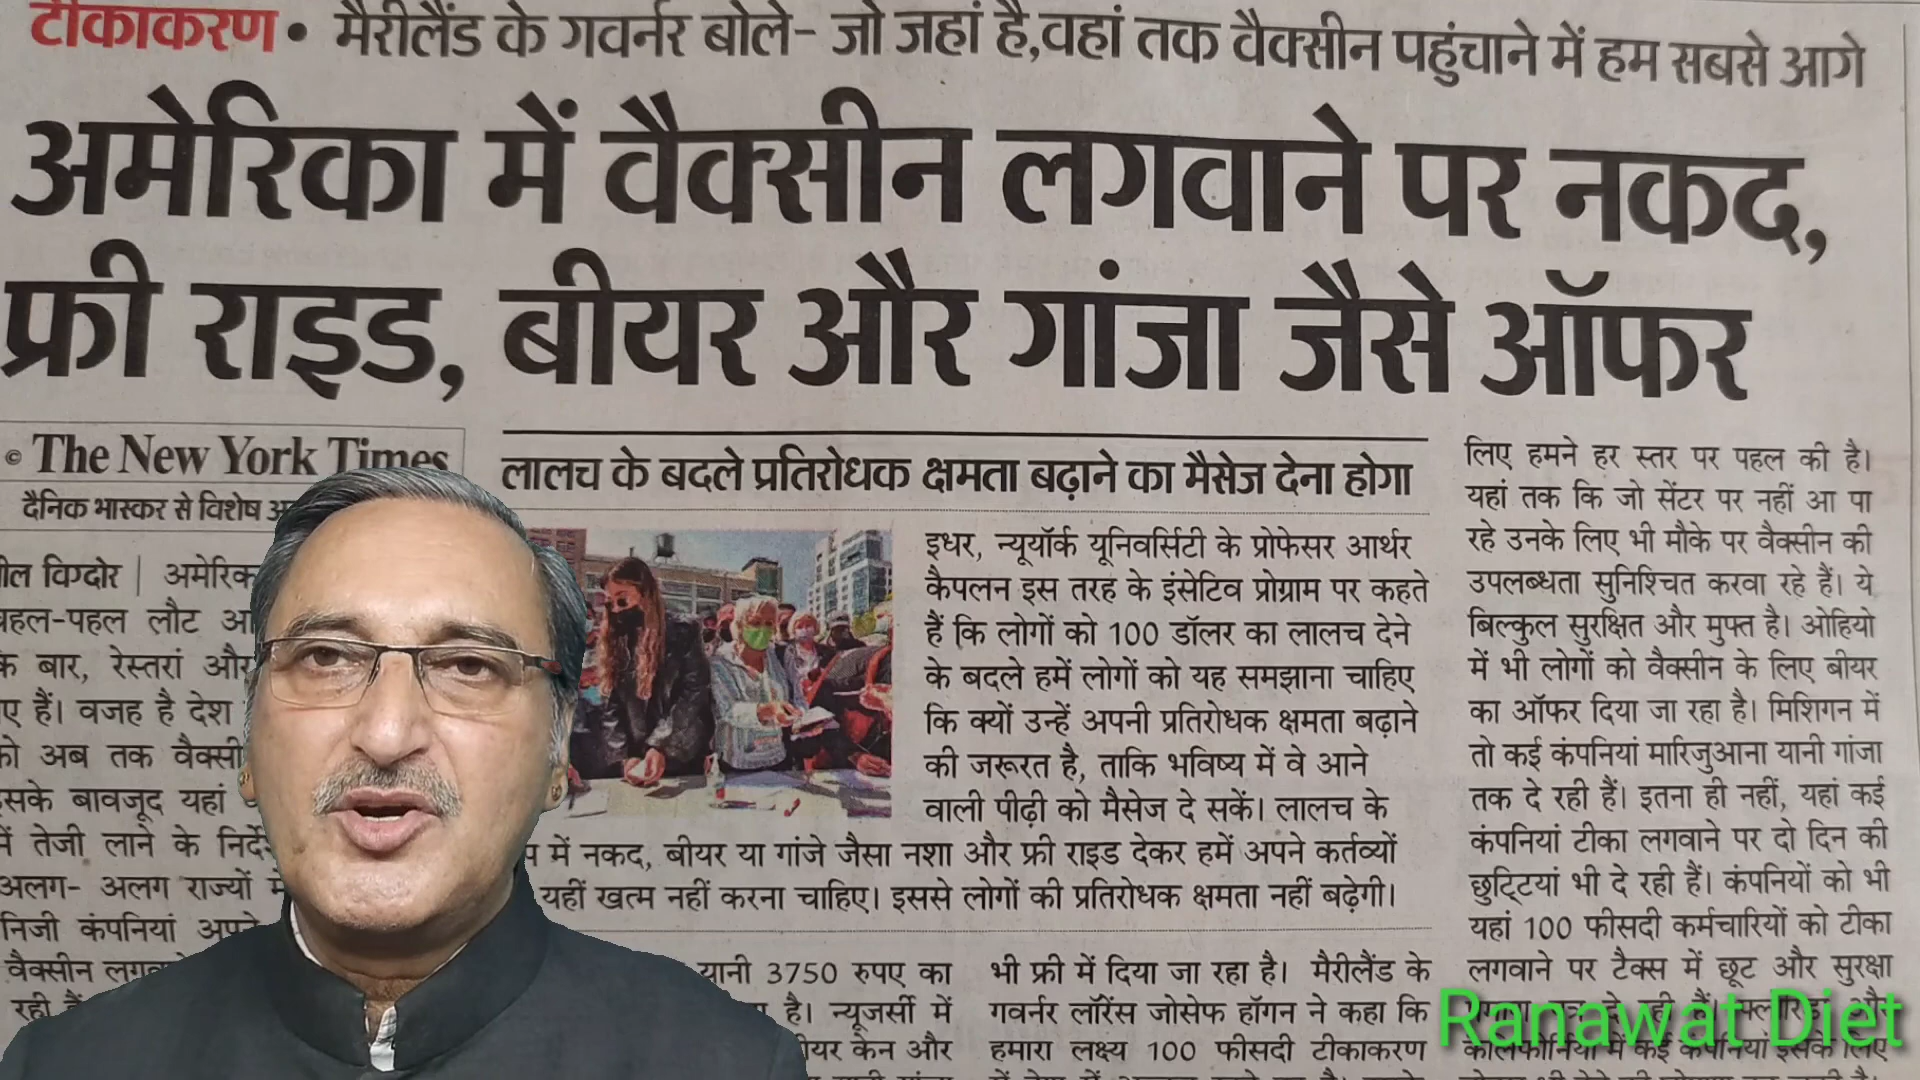 टीकाकरण • मैरीलैंड के गवर्नर बोले- जो जहां है,वहां तक वैक्सीन पहुंचाने में हम सबसे आगे
अमेरिका में वैक्सीन लगवाने पर नकद,
फ्री राइड, बीयर और गांजा जैसे ऑफर
© The New York Times
दैनिक भास्कर से विशेष
विग्दोर |
लौट
बार, रेस्तरां और
हैं। वजह है देश
अब तक
बावजूद यहां
तेजी लाने के
अलग- अलग राज्यों
निजी कंपनियां
वैक्सीन
रही
लालच के बदले प्रतिरोधक क्षमता बढ़ाने का मैसेज देना होगा
इधर, न्यूयॉर्क यूनिवर्सिटी के प्रोफेसर आर्थर
कैपलन इस तरह के इंसेटिव प्रोग्राम पर कहते
हैं कि लोगों को 100 डॉलर का लालच देने
के बदले हमें लोगों को यह समझाना चाहिए
कि क्यों उन्हें अपनी प्रतिरोधक क्षमता बढ़ाने
की जरूरत है, ताकि भविष्य में वे आने
वाली पीढ़ी को मैसेज दे सकें। लालच के
में नकद, बीयर या गांजे जैसा नशा और फ्री राइड देकर हमें अपने कर्तव्यों
यहीं खत्म नहीं करना चाहिए। इससे लोगों की प्रतिरोधक क्षमता नहीं बढ़ेगी।
यानी 3750 रुपए का
है। न्यूजर्सी में
केन और
भी फ्री में दिया जा रहा है। मैरीलैंड के
गवर्नर लॉरेंस जोसेफ हॉगन ने कहा कि
हमारा लक्ष्य 100 फीसदी टीकाकरण
लिए हमने हर स्तर पर पहल की है।
यहां तक कि जो सेंटर पर नहीं आ पा
रहे उनके लिए भी मौके पर वैक्सीन की
उपलब्धता सुनिश्चित करवा रहे हैं। ये
बिल्कुल सुरक्षित और मुफ्त है। ओहियो
में भी लोगों को वैक्सीन के लिए बीयर
का ऑफर दिया जा रहा है। मिशिगन में
तो कई कंपनियां मारिजुआना यानी गांजा
तक दे रही हैं। इतना ही नहीं, यहां कई
कंपनियां टीका लगवाने पर दो दिन की
छुट्टियां भी दे रही हैं। कंपनियों को भी
यहां 100 फीसदी कर्मचारियों को टीका
लगवाने पर टैक्स में छूट और सुरक्षा
कैलिफोर्निया में कई कंपनियां इसके लिए
Ranawat Diet